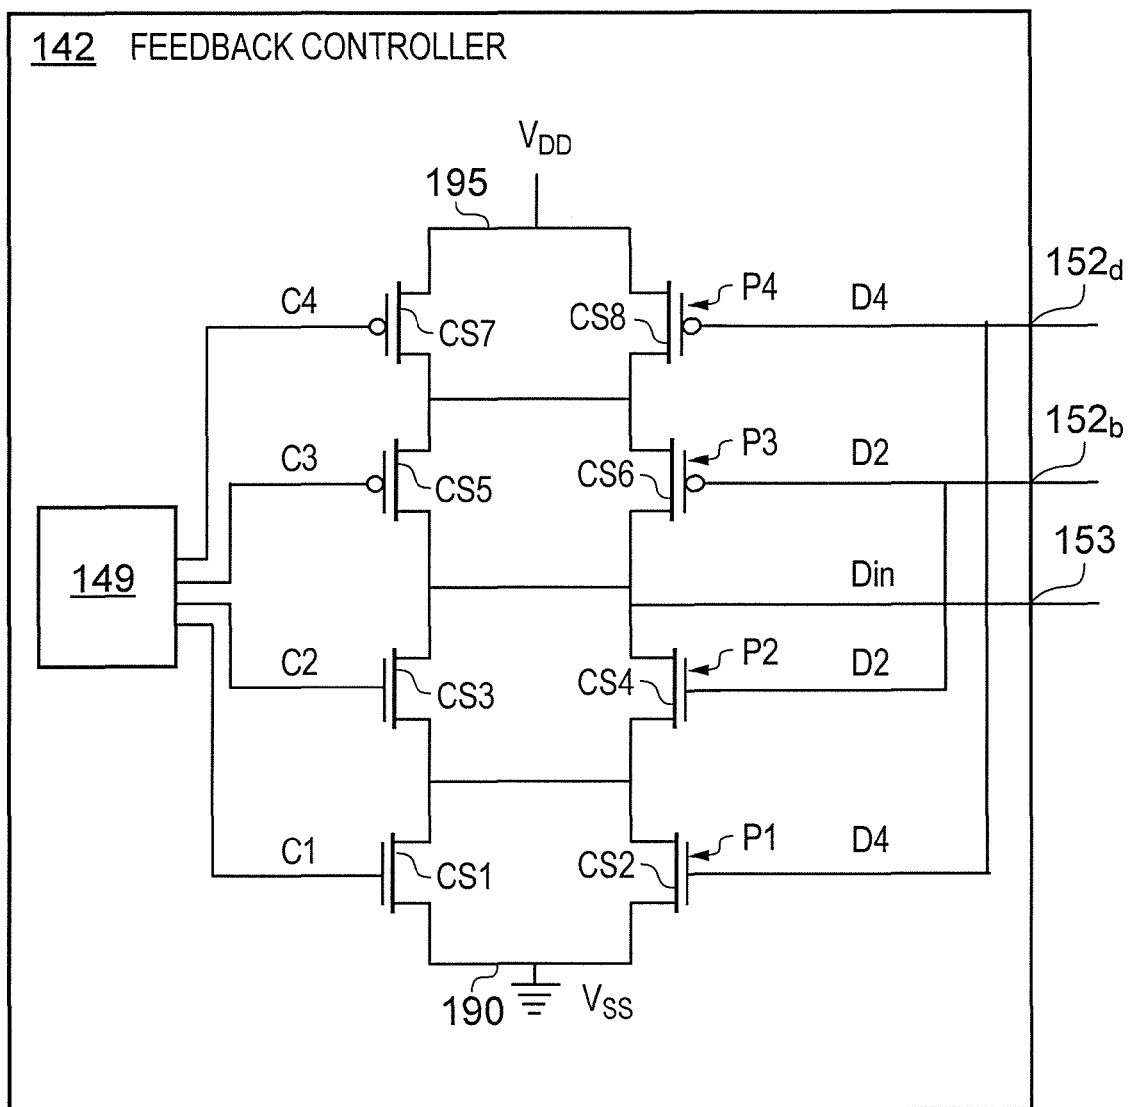 142 FEEDBACK CONTROLLER
VDD
195
152d
C4
CS7
CS8
P4
D4
152b
C3
CS5
CS6
P3
D2
153
149
Din
C2
CS3
CS4
P2
D2
C1
CS1
CS2
P1
D4
190
VSS